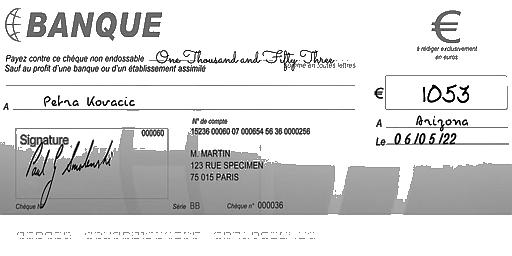 BANQUE
€
à rédiger exclusivement
en euros
Payez contre ce chèque non endossable One Thousand and Fifty Three
Sauf au profit d'une banque ou d'un établissement assimilé
somme en toutes lettres
€ 1053
A Petra Kovacic
A Arizona
Le 06/05/22
Signature
000060
N° de compte
15236 00060 07 000654 56 36 0000256
M. MARTIN
123 RUE SPECIMEN
75 015 PARIS
Chèque N°
Série BB
Chèque n° 000036